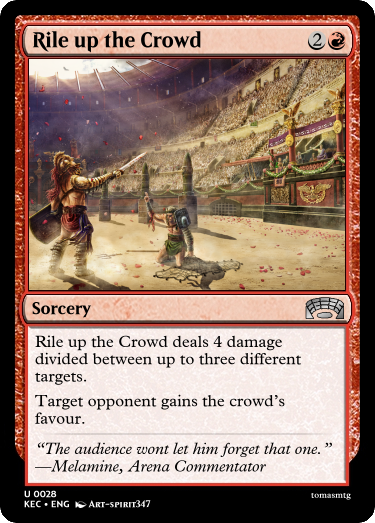 Rile up the Crowd 2
Sorcery
Rile up the Crowd deals 4 damage
divided between up to three different
targets.
Target opponent gains the crowd's
favour.
"The audience wont let him forget that one."
—Melamine, Arena Commentator
U 0028
KEC • ENG Art-spirit347
tomasmtg